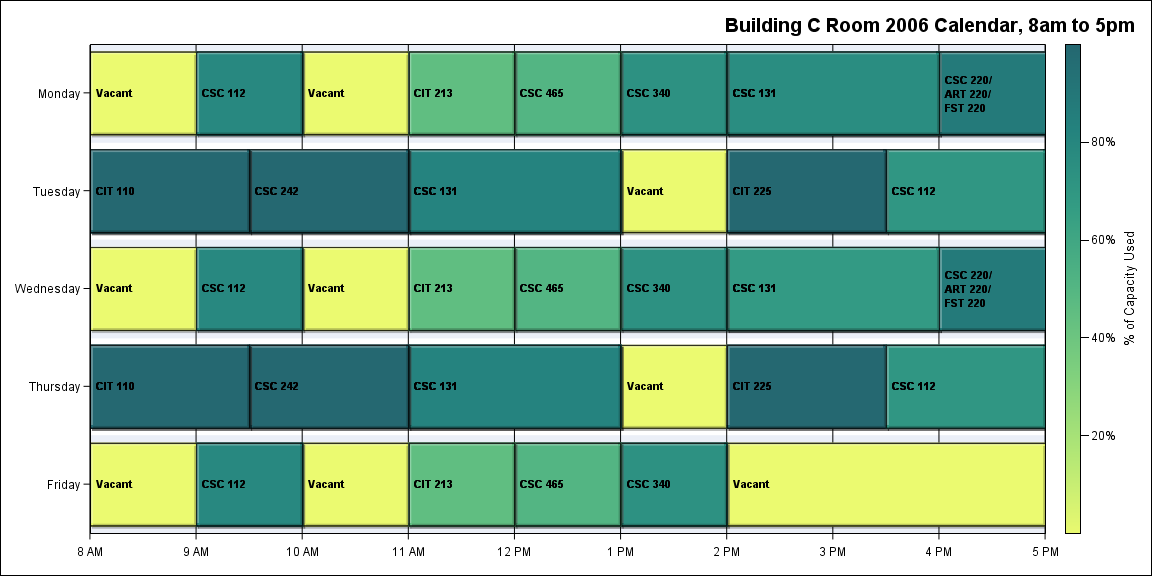 Building C Room 2006 Calendar, 8am to 5pm
Monday
Vacant
CSC 112
Vacant
CIT 213
CSC 465
CSC 340
CSC 131
CSC 220/
ART 220/
FST 220
Tuesday
CIT 110
CSC 242
CSC 131
Vacant
CIT 225
CSC 112
Wednesday
Vacant
CSC 112
Vacant
CIT 213
CSC 465
CSC 340
CSC 131
CSC 220/
ART 220/
FST 220
Thursday
CIT 110
CSC 242
CSC 131
Vacant
CIT 225
CSC 112
Friday
Vacant
CSC 112
Vacant
CIT 213
CSC 465
CSC 340
Vacant
8 AM
9 AM
10 AM
11 AM
12 PM
1 PM
2 PM
3 PM
4 PM
5 PM
80%
60%
40%
20%
% of Capacity Used